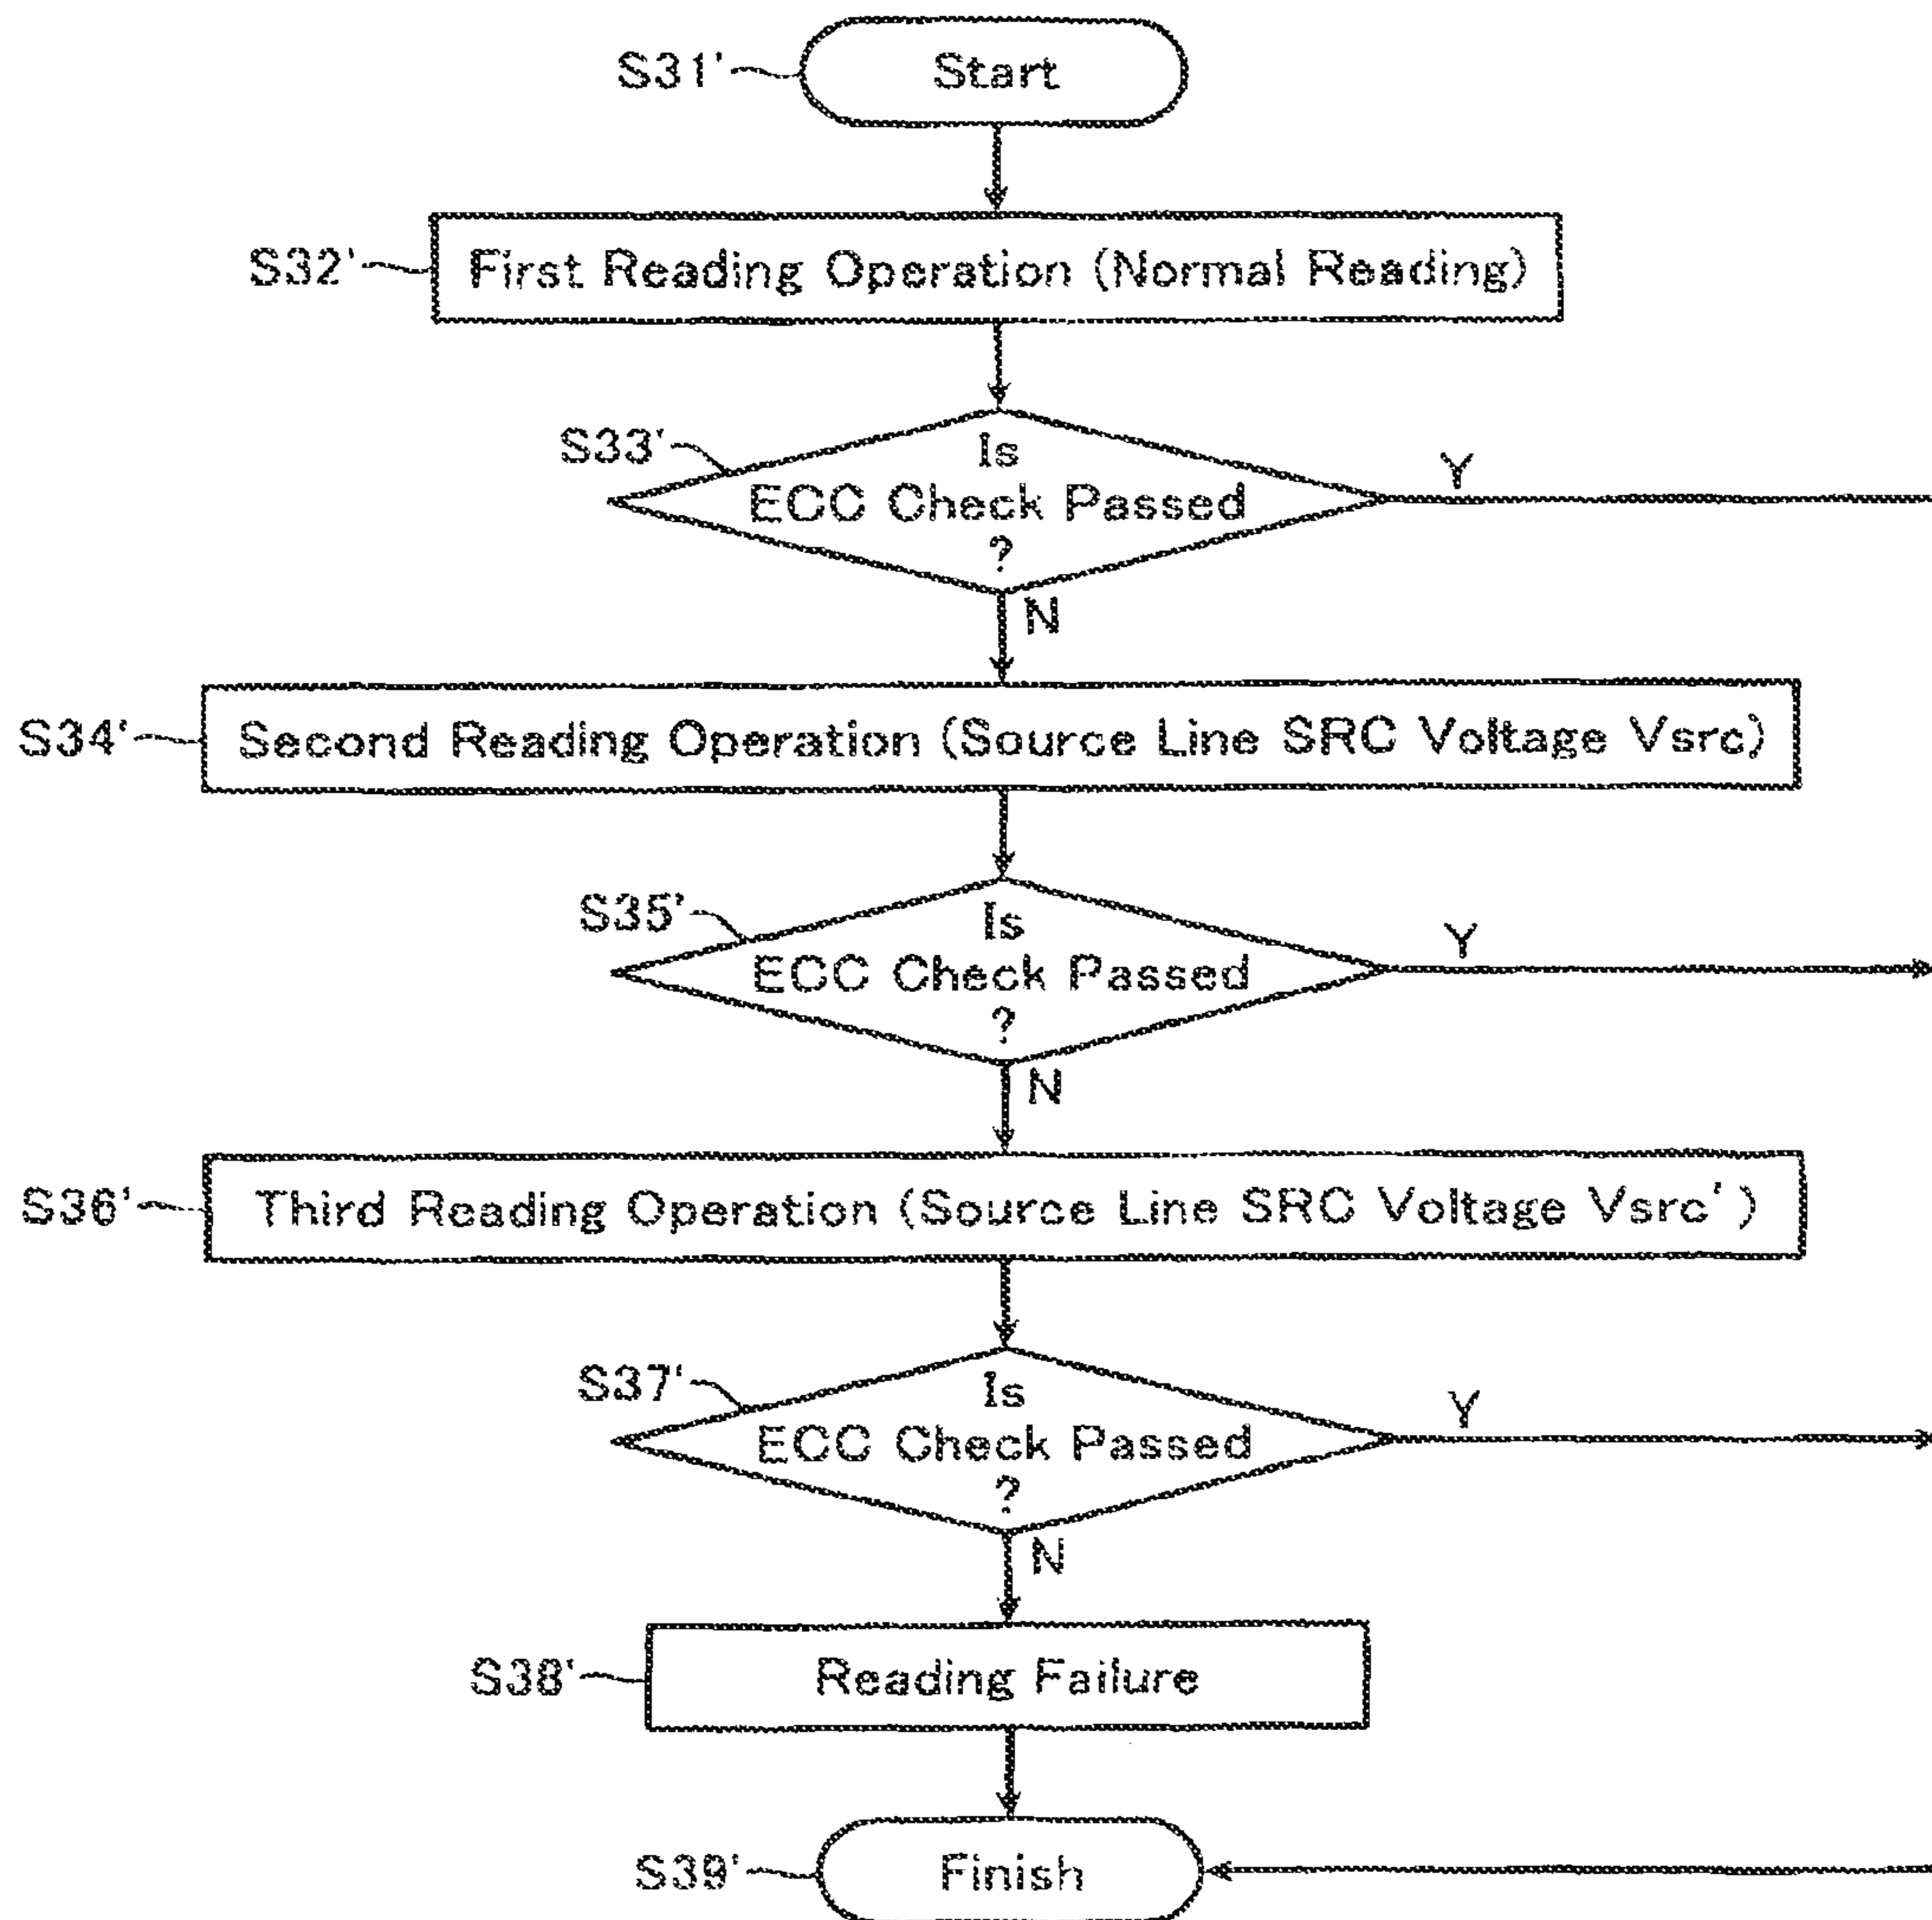 S31' Start
S32' First Reading Operation (Normal Reading)
S33' Is
ECC Check Passed
?
Y
N
S34' Second Reading Operation (Source Line SRC Voltage Vsrc)
S35' Is
ECC Check Passed
?
Y
N
S36' Third Reading Operation (Source Line SRC Voltage Vsrc')
S37' Is
ECC Check Passed
?
Y
N
S38' Reading Failure
S39' Finish